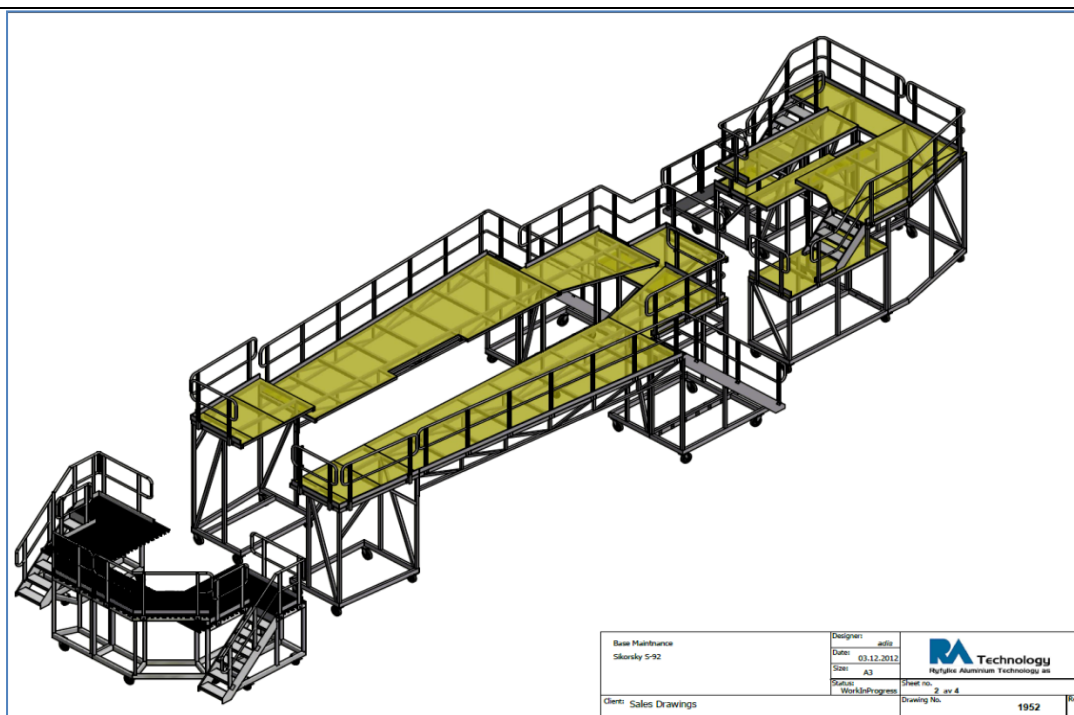 Base Maintnance
Sikorsky S-92
Designer:
adis
Date:
03.12.2012
Size:
A3
Status:
WorkInProgress
RA Technology
Ryfylke Aluminium Technology as
Sheet no.
2 av 4
Client: Sales Drawings
Drawing No.
1952